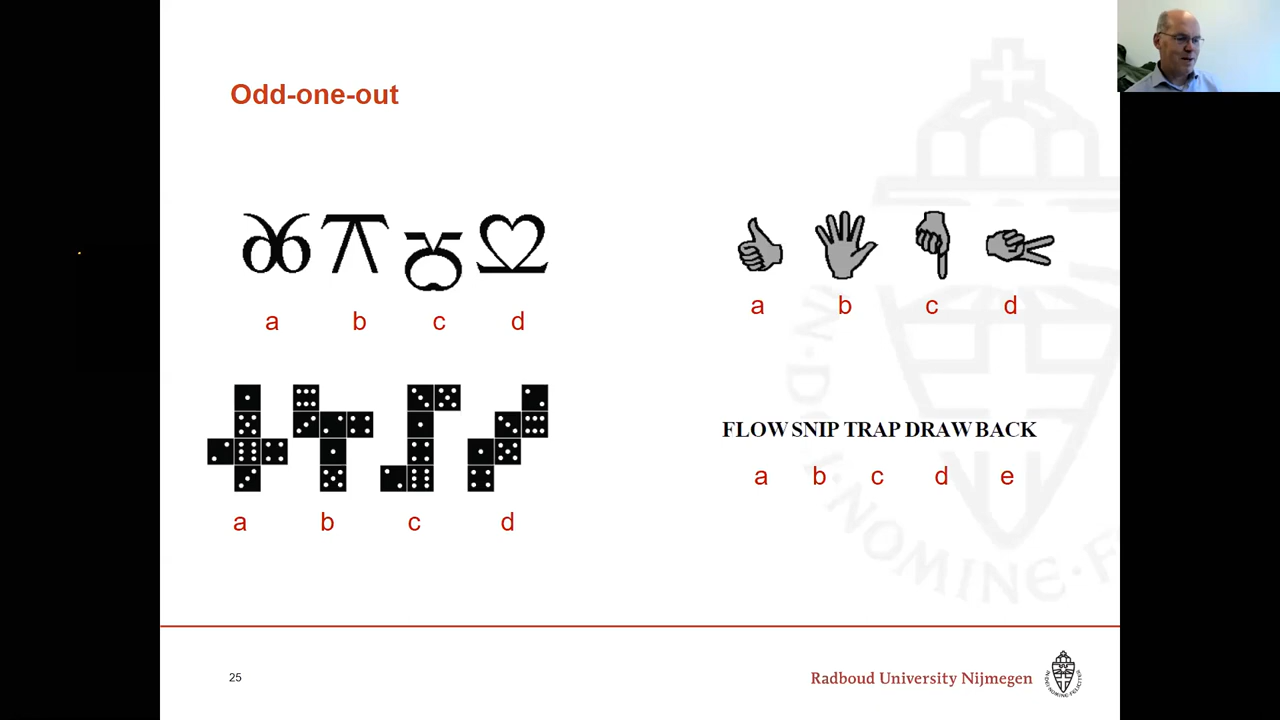 Odd-one-out
a b c d
a b c d
FLOW SNIP TRAP DRAW BACK
a b c d e
a b c d
25
Radboud University Nijmegen